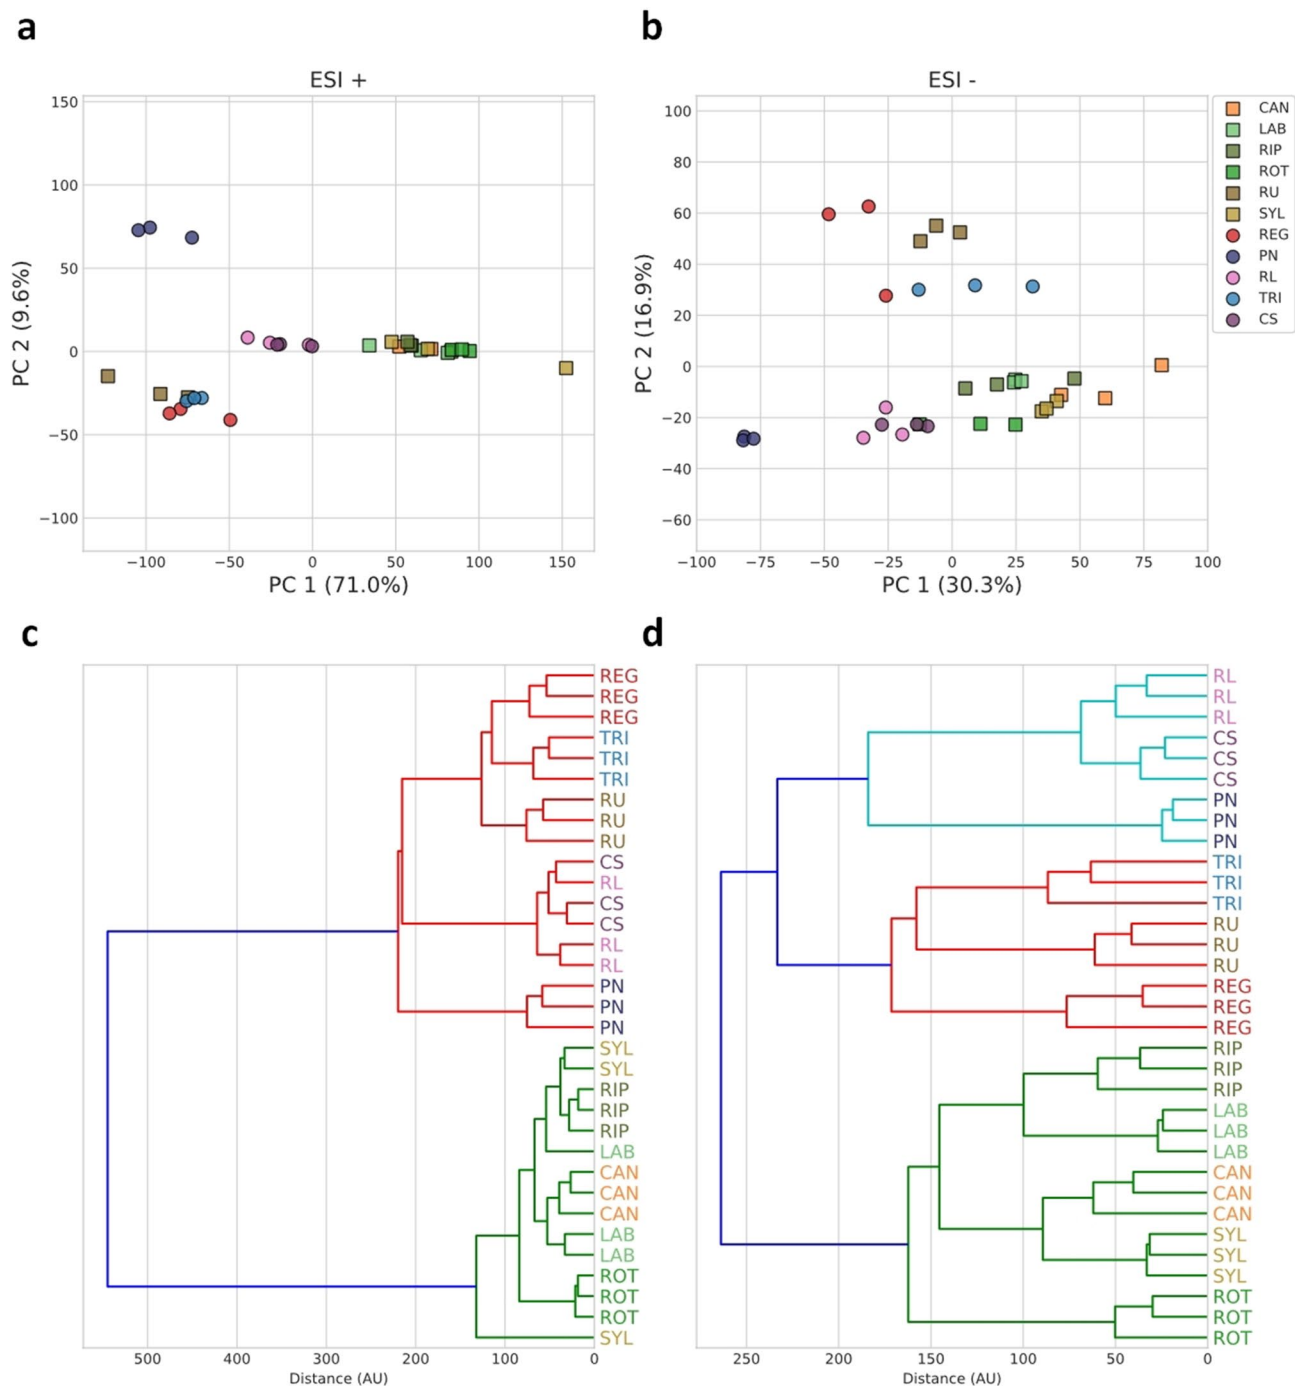 a
b
ESI +
ESI -
150
100
50
0
−50
−100
PC 2 (9.6%)
−100
−50
0
50
100
150
PC 1 (71.0%)
100
80
60
40
20
0
−20
−40
−60
PC 2 (16.9%)
−100
−75
−50
−25
0
25
50
75
100
PC 1 (30.3%)
CAN
LAB
RIP
ROT
RU
SYL
REG
PN
RL
TRI
CS
c
d
REG
REG
REG
TRI
TRI
TRI
RU
RU
RU
CS
RL
CS
CS
RL
RL
PN
PN
PN
SYL
SYL
RIP
RIP
RIP
LAB
CAN
CAN
CAN
LAB
LAB
ROT
ROT
ROT
SYL
500
400
300
200
100
0
Distance (AU)
RL
RL
RL
CS
CS
CS
PN
PN
PN
TRI
TRI
TRI
RU
RU
RU
REG
REG
REG
RIP
RIP
RIP
LAB
LAB
LAB
CAN
CAN
CAN
SYL
SYL
SYL
ROT
ROT
ROT
250
200
150
100
50
0
Distance (AU)